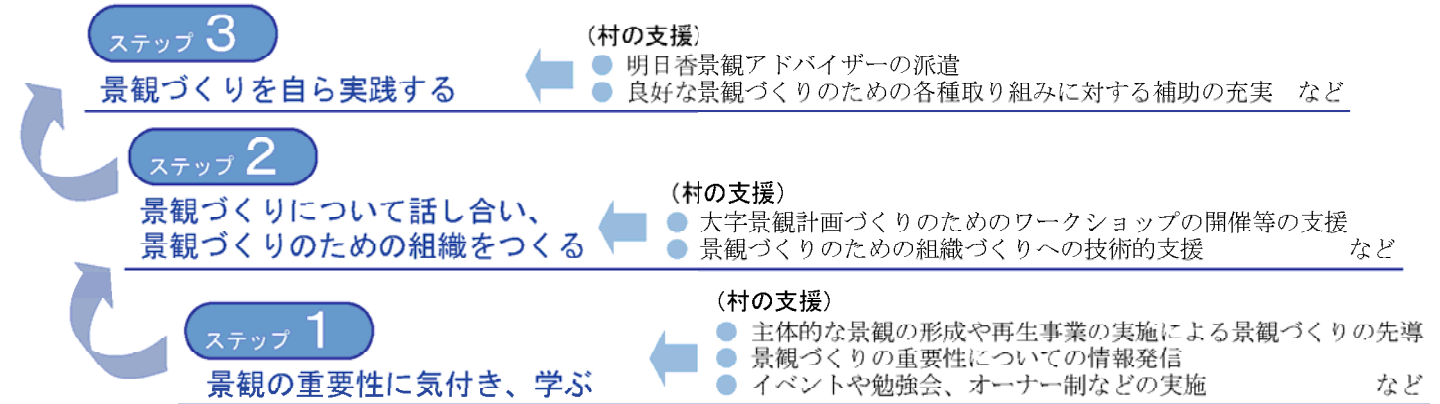 ステップ 3
景観づくりを自ら実践する
(村の支援)
● 明日香景観アドバイザーの派遣
● 良好な景観づくりのための各種取り組みに対する補助の充実 など
ステップ 2
景観づくりについて話し合い、
景観づくりのための組織をつくる
(村の支援)
● 大字景観計画づくりのためのワークショップの開催等の支援
● 景観づくりのための組織づくりへの技術的支援 など
ステップ 1
景観の重要性に気付き、学ぶ
(村の支援)
● 主体的な景観の形成や再生事業の実施による景観づくりの先導
● 景観づくりの重要性についての情報発信
● イベントや勉強会、オーナー制などの実施 など